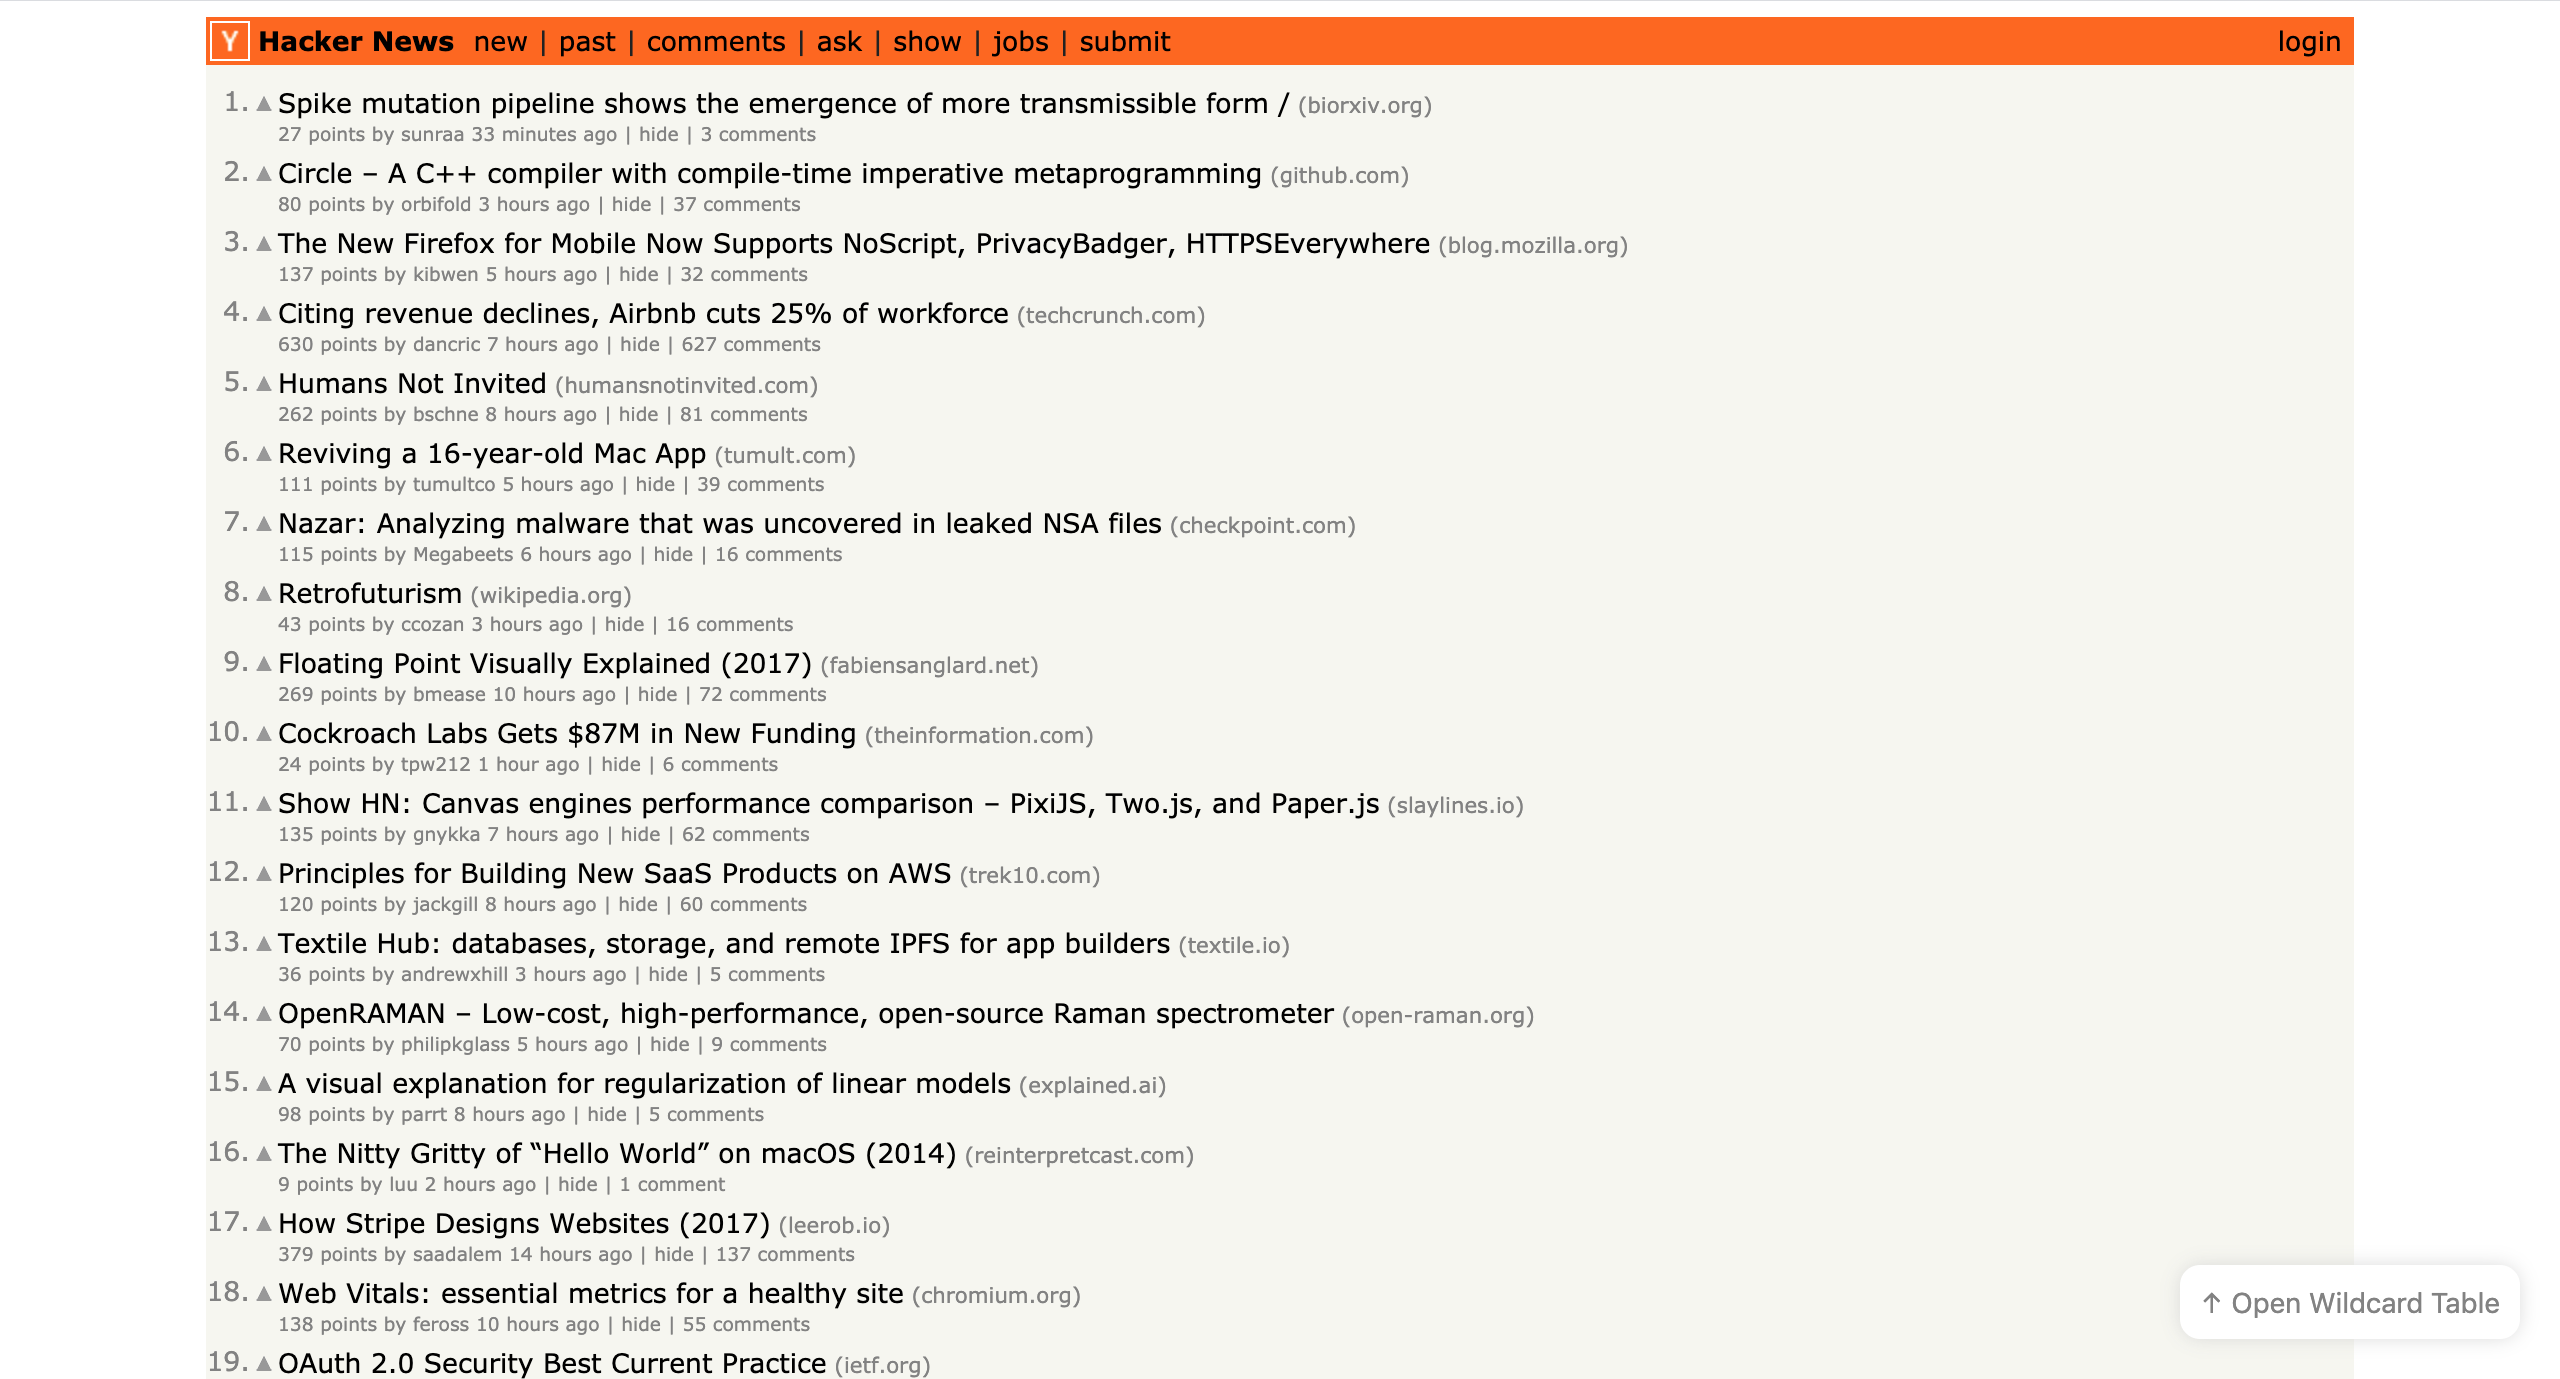 Y Hacker News new | past | comments | ask | show | jobs | submit login
1. ▲ Spike mutation pipeline shows the emergence of more transmissible form / (biorxiv.org)
27 points by sunraa 33 minutes ago | hide | 3 comments
2. ▲ Circle – A C++ compiler with compile-time imperative metaprogramming (github.com)
80 points by orbifold 3 hours ago | hide | 37 comments
3. ▲ The New Firefox for Mobile Now Supports NoScript, PrivacyBadger, HTTPSEverywhere (blog.mozilla.org)
137 points by kibwen 5 hours ago | hide | 32 comments
4. ▲ Citing revenue declines, Airbnb cuts 25% of workforce (techcrunch.com)
630 points by dancric 7 hours ago | hide | 627 comments
5. ▲ Humans Not Invited (humansnotinvited.com)
262 points by bschne 8 hours ago | hide | 81 comments
6. ▲ Reviving a 16-year-old Mac App (tumult.com)
111 points by tumultco 5 hours ago | hide | 39 comments
7. ▲ Nazar: Analyzing malware that was uncovered in leaked NSA files (checkpoint.com)
115 points by Megabeets 6 hours ago | hide | 16 comments
8. ▲ Retrofuturism (wikipedia.org)
43 points by ccozan 3 hours ago | hide | 16 comments
9. ▲ Floating Point Visually Explained (2017) (fabiensanglard.net)
269 points by bmease 10 hours ago | hide | 72 comments
10. ▲ Cockroach Labs Gets $87M in New Funding (theinformation.com)
24 points by tpw212 1 hour ago | hide | 6 comments
11. ▲ Show HN: Canvas engines performance comparison – PixiJS, Two.js, and Paper.js (slaylines.io)
135 points by gnykka 7 hours ago | hide | 62 comments
12. ▲ Principles for Building New SaaS Products on AWS (trek10.com)
120 points by jackgill 8 hours ago | hide | 60 comments
13. ▲ Textile Hub: databases, storage, and remote IPFS for app builders (textile.io)
36 points by andrewxhill 3 hours ago | hide | 5 comments
14. ▲ OpenRAMAN – Low-cost, high-performance, open-source Raman spectrometer (open-raman.org)
70 points by philipkglass 5 hours ago | hide | 9 comments
15. ▲ A visual explanation for regularization of linear models (explained.ai)
98 points by parrt 8 hours ago | hide | 5 comments
16. ▲ The Nitty Gritty of “Hello World” on macOS (2014) (reinterpretcast.com)
9 points by luu 2 hours ago | hide | 1 comment
17. ▲ How Stripe Designs Websites (2017) (leerob.io)
379 points by saadalem 14 hours ago | hide | 137 comments
18. ▲ Web Vitals: essential metrics for a healthy site (chromium.org)
138 points by feross 10 hours ago | hide | 55 comments
↑ Open Wildcard Table
19. ▲ OAuth 2.0 Security Best Current Practice (ietf.org)